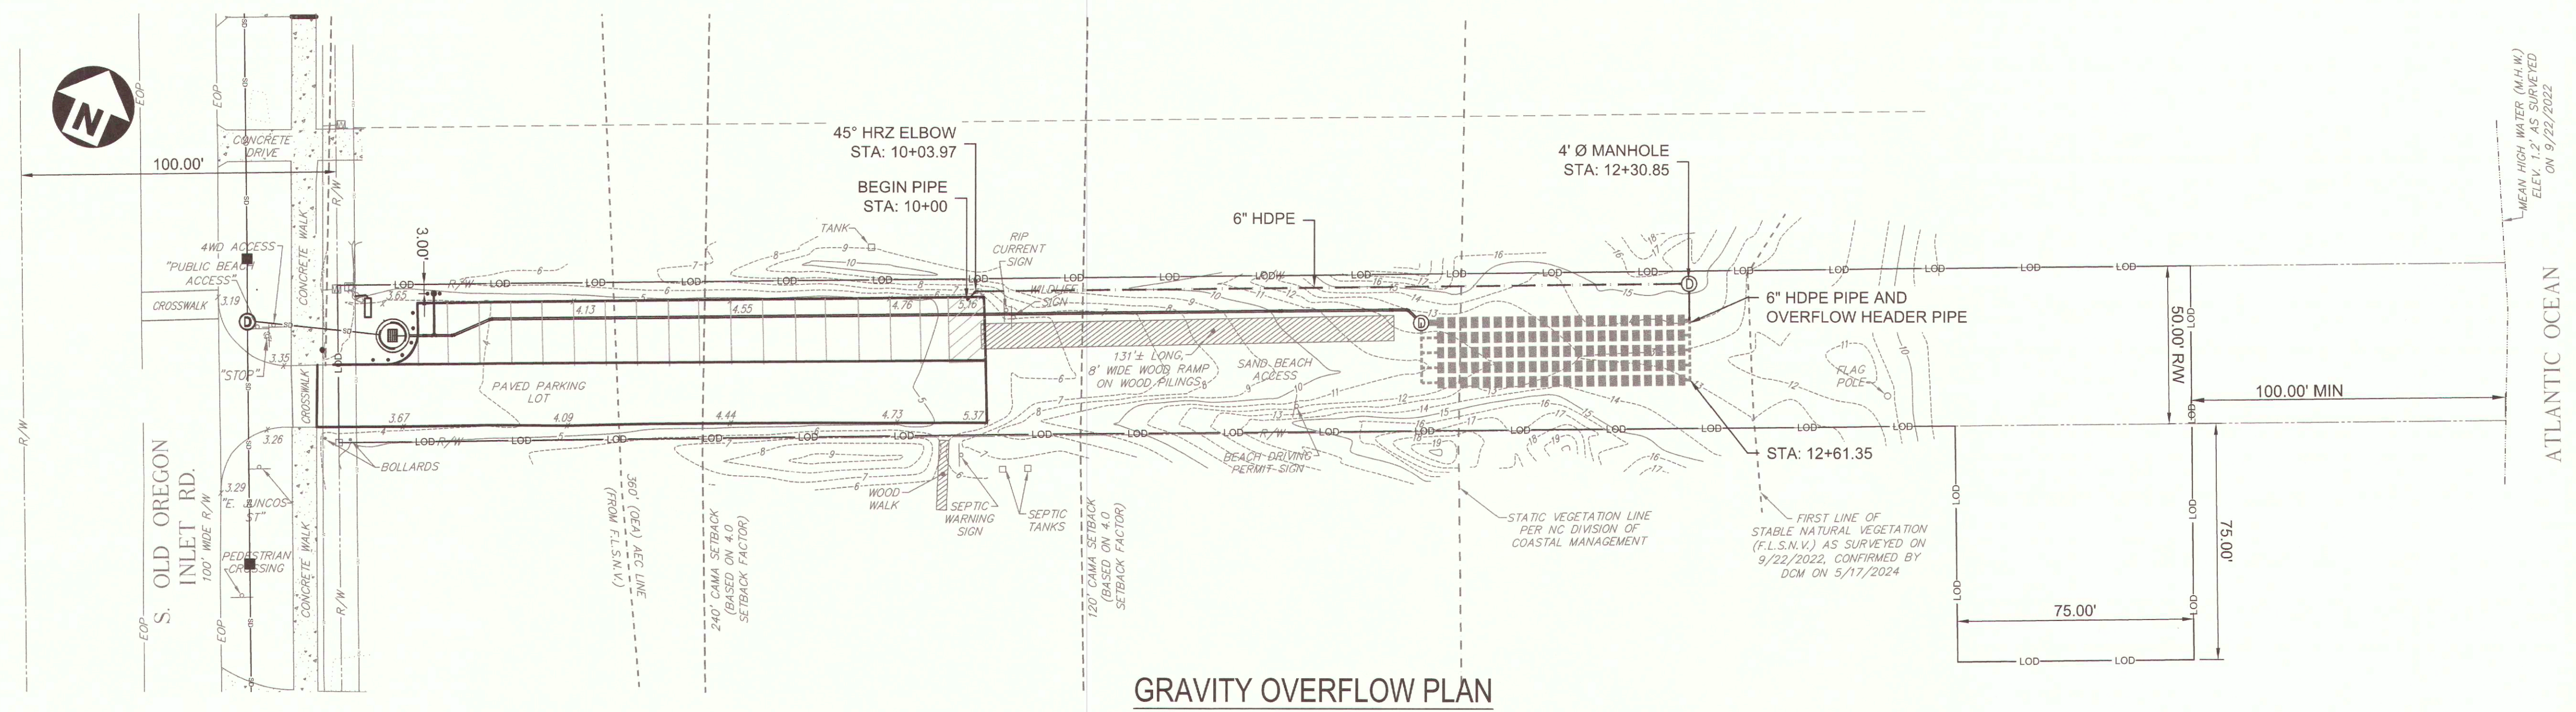 N
100.00'
EOP
EOP
SD
CONCRETE
DRIVE
R/W
CONCRETE WALK
4WD ACCESS
"PUBLIC BEACH
ACCESS"
CROSSWALK
3.19
D
SD
SD
"STOP"
3.35
CROSSWALK
3.26
3.29
"E. JUNCOS
ST"
PEDESTRIAN
CROSSING
S. OLD OREGON
INLET RD.
100' WIDE R/W
R/W
EOP
EOP
SD
CONCRETE WALK
R/W
BOLLARDS
3.00'
3.65
LOD
R/W
4.13
4.55
4.76
5.16
PAVED PARKING
LOT
3.67
4.09
4.44
4.73
5.37
360' (OEA) AEC LINE
(FROM F.L.S.N.V.)
240' CAMA SETBACK
(BASED ON 4.0
SETBACK FACTOR)
120' CAMA SETBACK
(BASED ON 4.0
SETBACK FACTOR)
45° HRZ ELBOW
STA: 10+03.97
BEGIN PIPE
STA: 10+00
TANK
RIP
CURRENT
SIGN
WILDLIFE
SIGN
6" HDPE
131'± LONG,
8' WIDE WOOD RAMP
ON WOOD PILINGS
SAND BEACH
ACCESS
WOOD
WALK
SEPTIC
WARNING
SIGN
SEPTIC
TANKS
BEACH DRIVING
PERMIT SIGN
4' Ø MANHOLE
STA: 12+30.85
D
D
6" HDPE PIPE AND
OVERFLOW HEADER PIPE
STA: 12+61.35
STATIC VEGETATION LINE
PER NC DIVISION OF
COASTAL MANAGEMENT
FIRST LINE OF
STABLE NATURAL VEGETATION
(F.L.S.N.V.) AS SURVEYED ON
9/22/2022, CONFIRMED BY
DCM ON 5/17/2024
FLAG
POLE
50.00' R/W
100.00' MIN
75.00'
75.00'
LOD
MEAN HIGH WATER (M.H.W.)
ELEV. 1.2' AS SURVEYED
ON 9/22/2022
ATLANTIC OCEAN
GRAVITY OVERFLOW PLAN